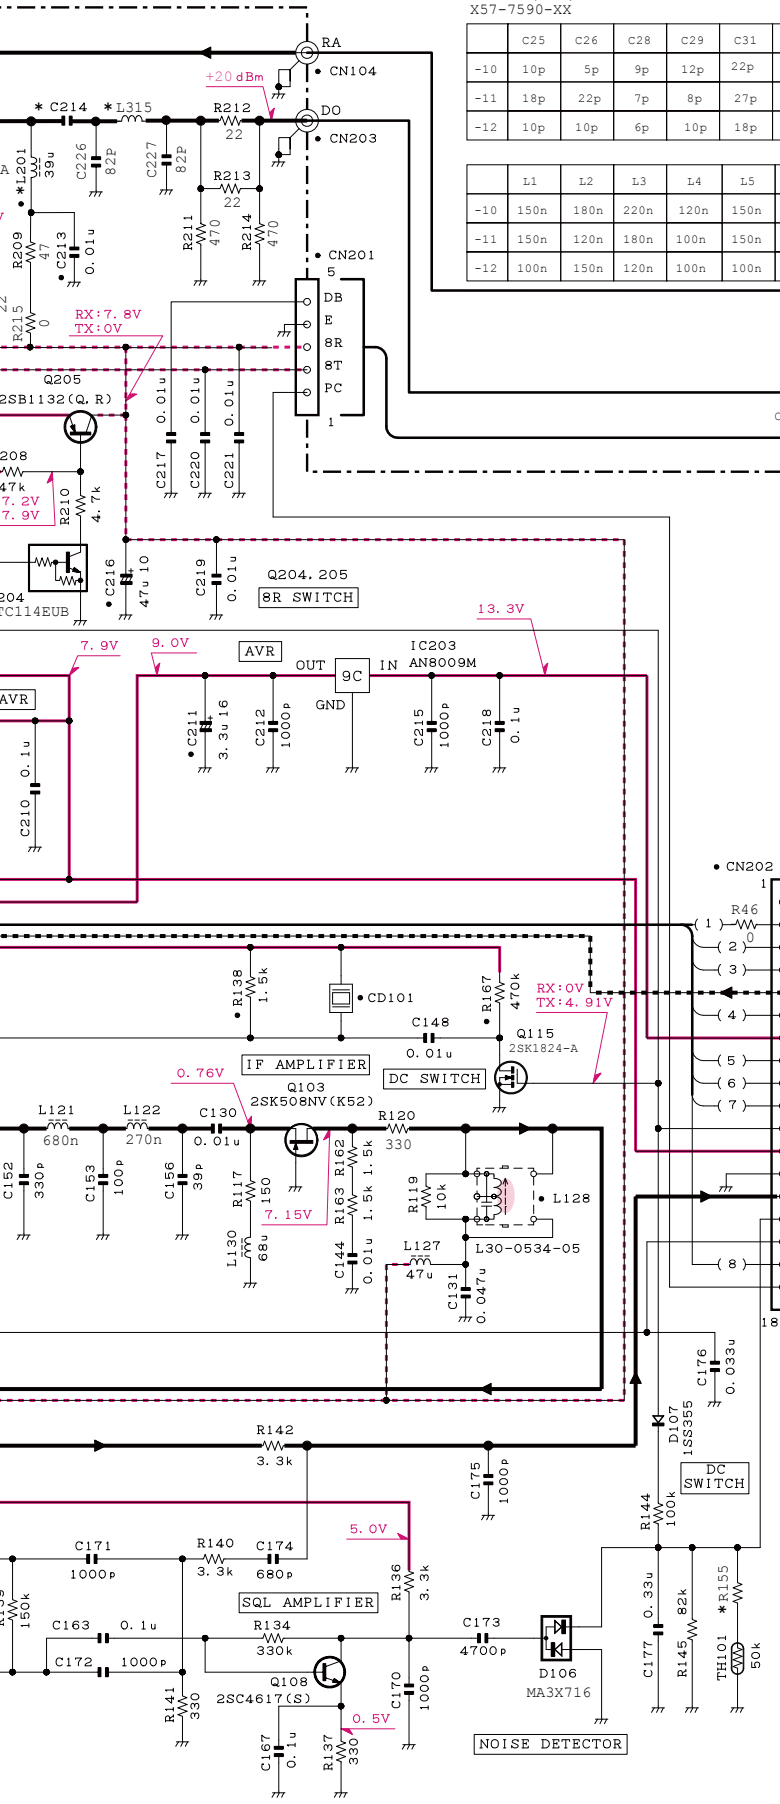 X57-7590-XX
C25 C26 C28 C29 C31
-10 10p 5p 9p 12p 22p
-11 18p 22p 7p 8p 27p
-12 10p 10p 6p 10p 18p
L1 L2 L3 L4 L5
-10 150n 180n 220n 120n 150n
-11 150n 120n 180n 100n 150n
-12 100n 150n 120n 100n 100n
RA
CN104
+20dBm
DO
CN203
* C214
*L315
R212
22
A
*L201
39u
C226
82P
C227
82P
R213
22
R209
47
C213
0.01u
R211
470
R214
470
CN201
5
DB
E
8R
8T
PC
1
22
R215
0
RX:7.8V
TX:0V
Q205
2SB1132(Q,R)
C217
0.01u
C220
0.01u
C221
0.01u
208
47k
7.2V
7.9V
R210
4.7k
204
TC114EUB
C216
47u 10
C219
0.01u
Q204,205
8R SWITCH
7.9V
9.0V
AVR
OUT
9C
IN
GND
IC203
AN8009M
13.3V
AVR
C211
3.3u 16
C212
1000p
C215
1000p
C218
0.1u
C210
0.1u
CN202
1
(1)
R46
0
(2)
(3)
(4)
(5)
(6)
(7)
(8)
18
R138
1.5k
CD101
R167
470k
RX:0V
TX:4.91V
C148
0.01u
Q115
2SK1824-A
IF AMPLIFIER
DC SWITCH
0.76V
Q103
2SK508NV(K52)
L121
680n
L122
270n
C130
0.01u
R120
330
C152
330p
C153
100p
C156
39p
R117
150
L130
68u
7.15V
R162
1.5k
R163
1.5k
C144
0.01u
R119
10k
L128
L30-0534-05
L127
47u
C131
0.047u
C176
0.033u
D107
1SS355
DC
SWITCH
R142
3.3k
C175
1000p
R144
100k
5.0V
C171
1000p
R140
3.3k
C174
680p
R136
3.3k
150k
SQL AMPLIFIER
C163
0.1u
C172
1000p
R134
330k
C173
4700p
Q108
2SC4617(S)
C170
1000p
D106
MA3X716
C177
0.33u
R145
82k
*R155
TH101
50k
R141
330
C167
0.1u
0.5V
R137
330
NOISE DETECTOR